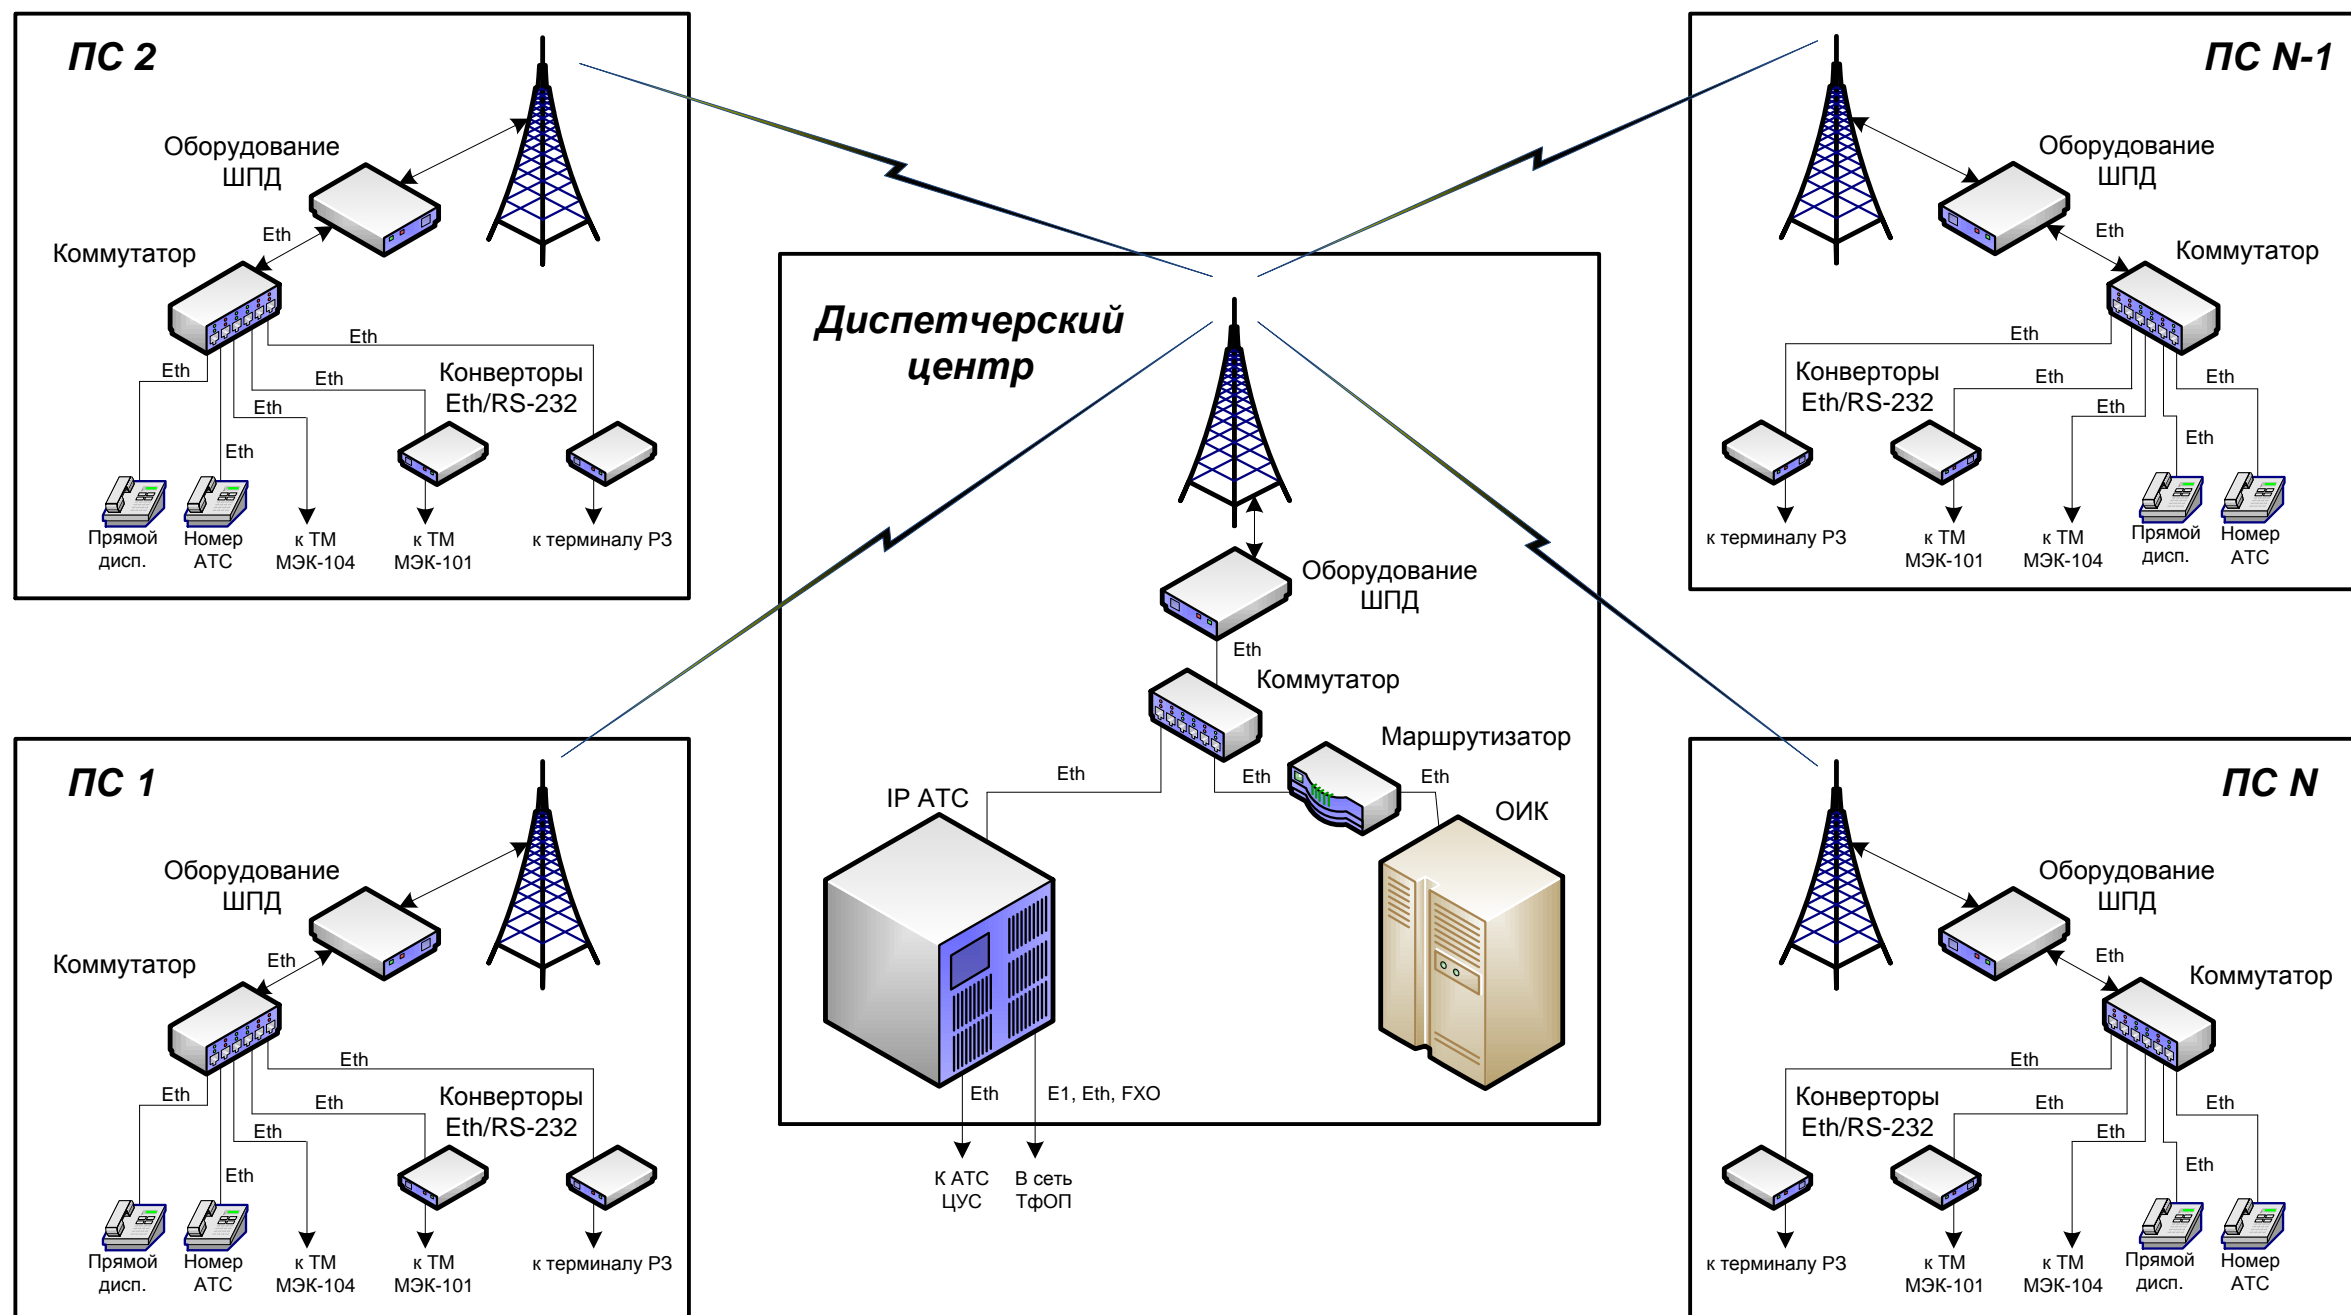 ПС 2
Оборудование
ШПД
Eth
Коммутатор
Eth
Eth
Eth
Eth
Eth
Конверторы
Eth/RS-232
Прямой
дисп.
Номер
АТС
к ТМ
МЭК-104
к ТМ
МЭК-101
к терминалу РЗ
ПС N-1
Оборудование
ШПД
Eth
Коммутатор
Eth
Eth
Eth
Eth
Eth
Конверторы
Eth/RS-232
к терминалу РЗ
к ТМ
МЭК-101
к ТМ
МЭК-104
Прямой
дисп.
Номер
АТС
Диспетчерский
центр
Оборудование
ШПД
Eth
Коммутатор
Маршрутизатор
Eth
Eth
Eth
IP АТС
ОИК
Eth
E1, Eth, FXO
К АТС
ЦУС
В сеть
ТфОП
ПС 1
Оборудование
ШПД
Eth
Коммутатор
Eth
Eth
Eth
Eth
Eth
Конверторы
Eth/RS-232
Прямой
дисп.
Номер
АТС
к ТМ
МЭК-104
к ТМ
МЭК-101
к терминалу РЗ
ПС N
Оборудование
ШПД
Eth
Коммутатор
Eth
Eth
Eth
Eth
Eth
Конверторы
Eth/RS-232
к терминалу РЗ
к ТМ
МЭК-101
к ТМ
МЭК-104
Прямой
дисп.
Номер
АТС